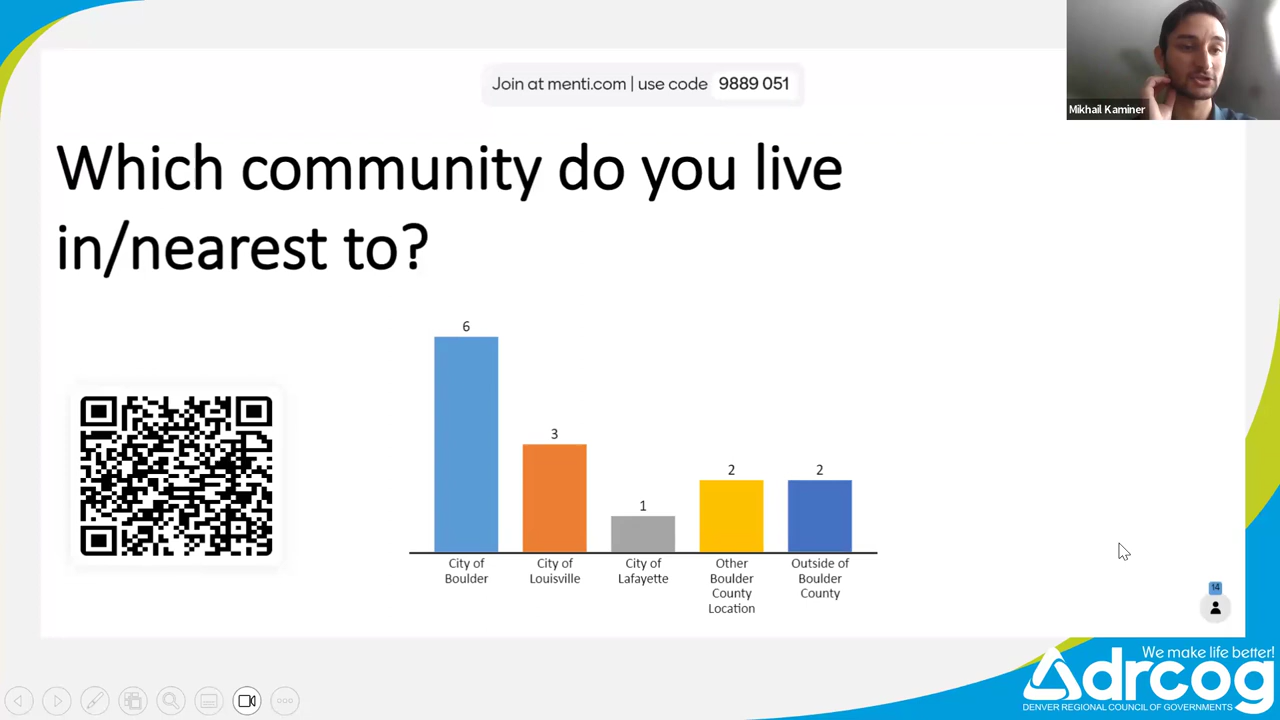 Join at menti.com | use code 9889 051
Mikhail Kaminer
Which community do you live
in/nearest to?
6
3
1
2
2
City of
Boulder
City of
Louisville
City of
Lafayette
Other
Boulder
County
Location
Outside of
Boulder
County
14
We make life better!
drcog
DENVER REGIONAL COUNCIL OF GOVERNMENTS